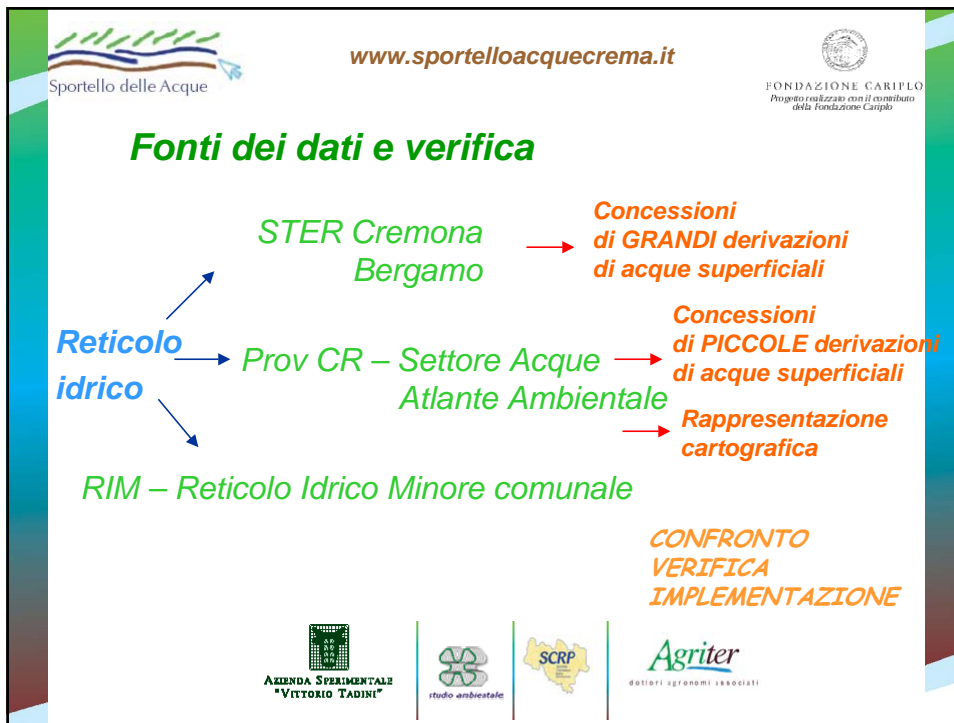 Sportello delle Acque
www.sportelloacquecrema.it
FONDAZIONE CARIPLO
Progetto realizzato con il contributo
della Fondazione Cariplo
Fonti dei dati e verifica
STER Cremona
Bergamo
Concessioni
di GRANDI derivazioni
di acque superficiali
Reticolo
idrico
Prov CR – Settore Acque
Atlante Ambientale
Concessioni
di PICCOLE derivazioni
di acque superficiali
Rappresentazione
cartografica
RIM – Reticolo Idrico Minore comunale
CONFRONTO
VERIFICA
IMPLEMENTAZIONE
AZIENDA SPERIMENTALE
"VITTORIO TADINI"
studio ambientale
SCRP
Agriter
dottori agronomi associati